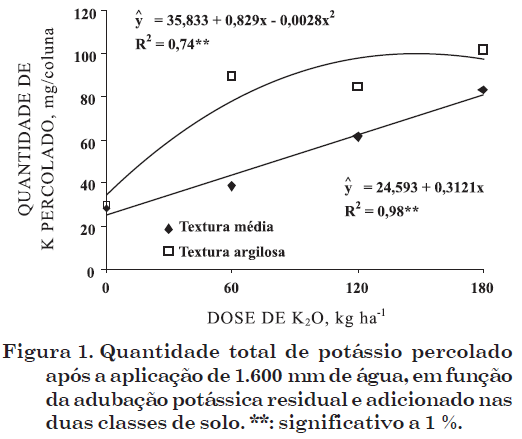 ŷ = 35,833 + 0,829x - 0,0028x²
R² = 0,74**
QUANTIDADE DE
K PERCOLADO, mg/coluna
120
100
80
60
40
20
0
ŷ = 24,593 + 0,3121x
R² = 0,98**
Textura média
Textura argilosa
0 60 120 180
DOSE DE K₂O, kg ha⁻¹
Figura 1. Quantidade total de potássio percolado
após a aplicação de 1.600 mm de água, em função
da adubação potássica residual e adicionado nas
duas classes de solo. **: significativo a 1 %.